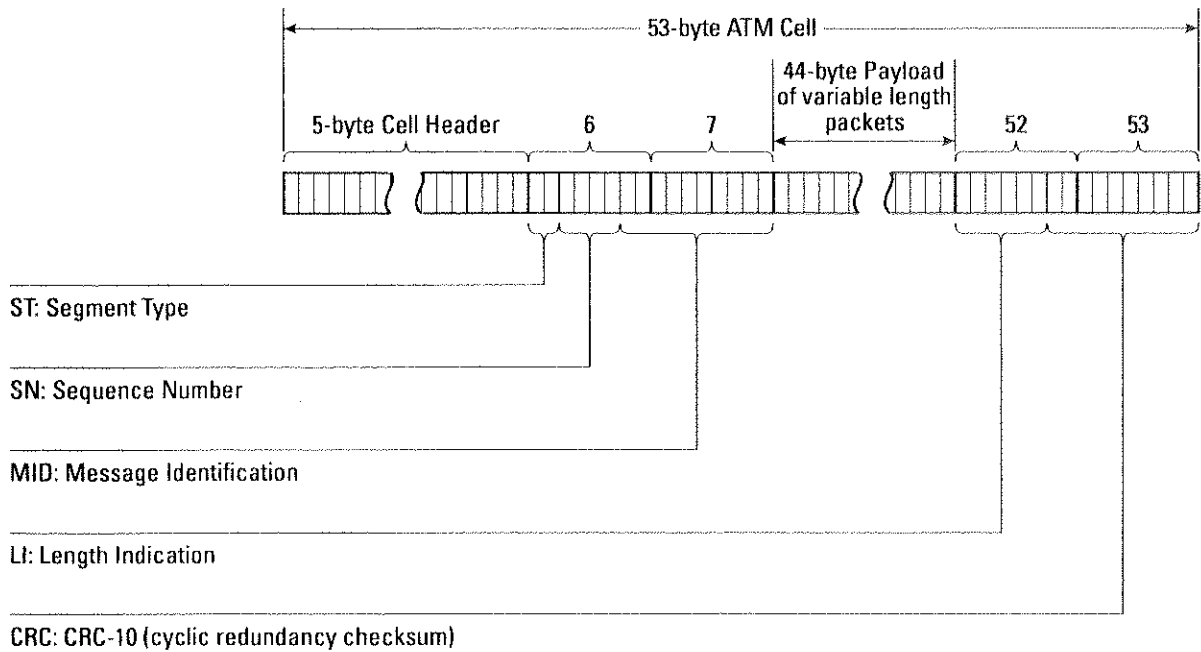 53-byte ATM Cell
44-byte Payload
of variable length
packets
5-byte Cell Header
6
7
52
53
ST: Segment Type
SN: Sequence Number
MID: Message Identification
LI: Length Indication
CRC: CRC-10 (cyclic redundancy checksum)